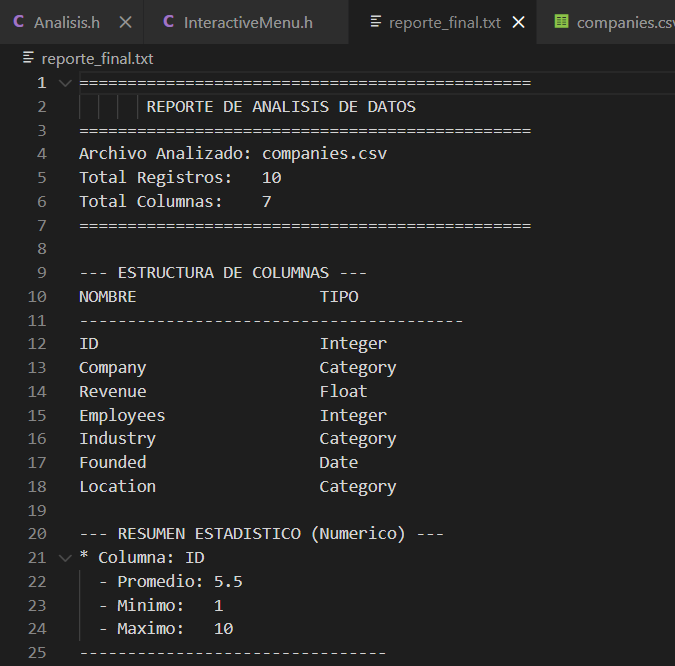 C Analisis.h × C InteractiveMenu.h reporte_final.txt × companies.csv
reporte_final.txt
1 ===============================================
2 REPORTE DE ANALISIS DE DATOS
3 ===============================================
4 Archivo Analizado: companies.csv
5 Total Registros: 10
6 Total Columnas: 7
7 ===============================================
8
9 --- ESTRUCTURA DE COLUMNAS ---
10 NOMBRE TIPO
11 ----------------------------------------
12 ID Integer
13 Company Category
14 Revenue Float
15 Employees Integer
16 Industry Category
17 Founded Date
18 Location Category
19
20 --- RESUMEN ESTADISTICO (Numerico) ---
21 * Columna: ID
22 - Promedio: 5.5
23 - Minimo: 1
24 - Maximo: 10
25 --------------------------------